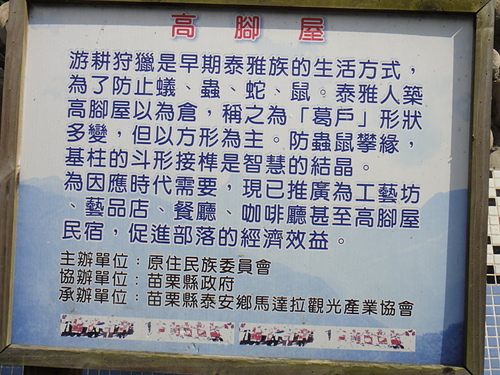 高腳屋
游耕狩獵是早期泰雅族的生活方式，
為了防止蟻、蟲、蛇、鼠。泰雅人築
高腳屋以為倉，稱之為「葛戶」形狀
多變，但以方形為主。防蟲鼠攀緣，
基柱的斗形接榫是智慧的結晶。
為因應時代需要，現已推廣為工藝坊
、藝品店、餐廳、咖啡廳甚至高腳屋
民宿，促進部落的經濟效益。
主辦單位：原住民族委員會
協辦單位：苗栗縣政府
承辦單位：苗栗縣泰安鄉馬達拉觀光產業協會